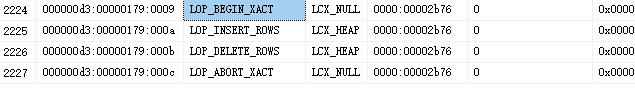 2224 000000d3:00000179:0009 LOP_BEGIN_XACT LCX_NULL 0000:00002b76 0 0x0000
2225 000000d3:00000179:000a LOP_INSERT_ROWS LCX_HEAP 0000:00002b76 0 0x0000
2226 000000d3:00000179:000b LOP_DELETE_ROWS LCX_HEAP 0000:00002b76 0 0x0000
2227 000000d3:00000179:000c LOP_ABORT_XACT LCX_NULL 0000:00002b76 0 0x0000